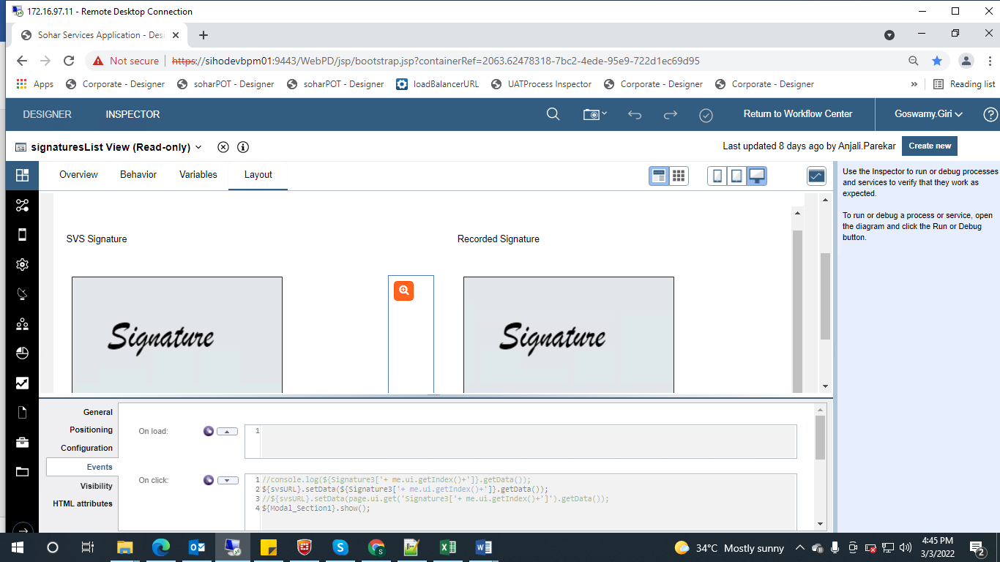 172.16.97.11 - Remote Desktop Connection
Sohar Services Application - Desi
Not secure | https://sihodevbpm01:9443/WebPD/jsp/bootstrap.jsp?containerRef=2063.62478318-7bc2-4ede-95e9-722d1ec69d95
Apps Corporate - Designer soharPOT - Designer soharPOT - Designer loadBalancerURL UATProcess Inspector Corporate - Designer Corporate - Designer » Reading list
DESIGNER INSPECTOR Return to Workflow Center Goswamy.Giri
signaturesList View (Read-only) Last updated 8 days ago by Anjali.Parekar Create new
Overview Behavior Variables Layout
Use the Inspector to run or debug processes
and services to verify that they work as
expected.
To run or debug a process or service, open
the diagram and click the Run or Debug
button.
SVS Signature Recorded Signature
Signature Signature
General
Positioning
Configuration
Events
Visibility
HTML attributes
On load:
1
On click:
1 //console.log(${Signature3['+ me.ui.getIndex()+']}.getData());
2 ${svsURL}.setData(${Signature3['+ me.ui.getIndex()+']}.getData());
3 //${svsURL}.setData(page.ui.get('Signature3['+ me.ui.getIndex()+']').getData());
4 ${Modal_Section1}.show();
34°C Mostly sunny
4:45 PM
3/3/2022
2